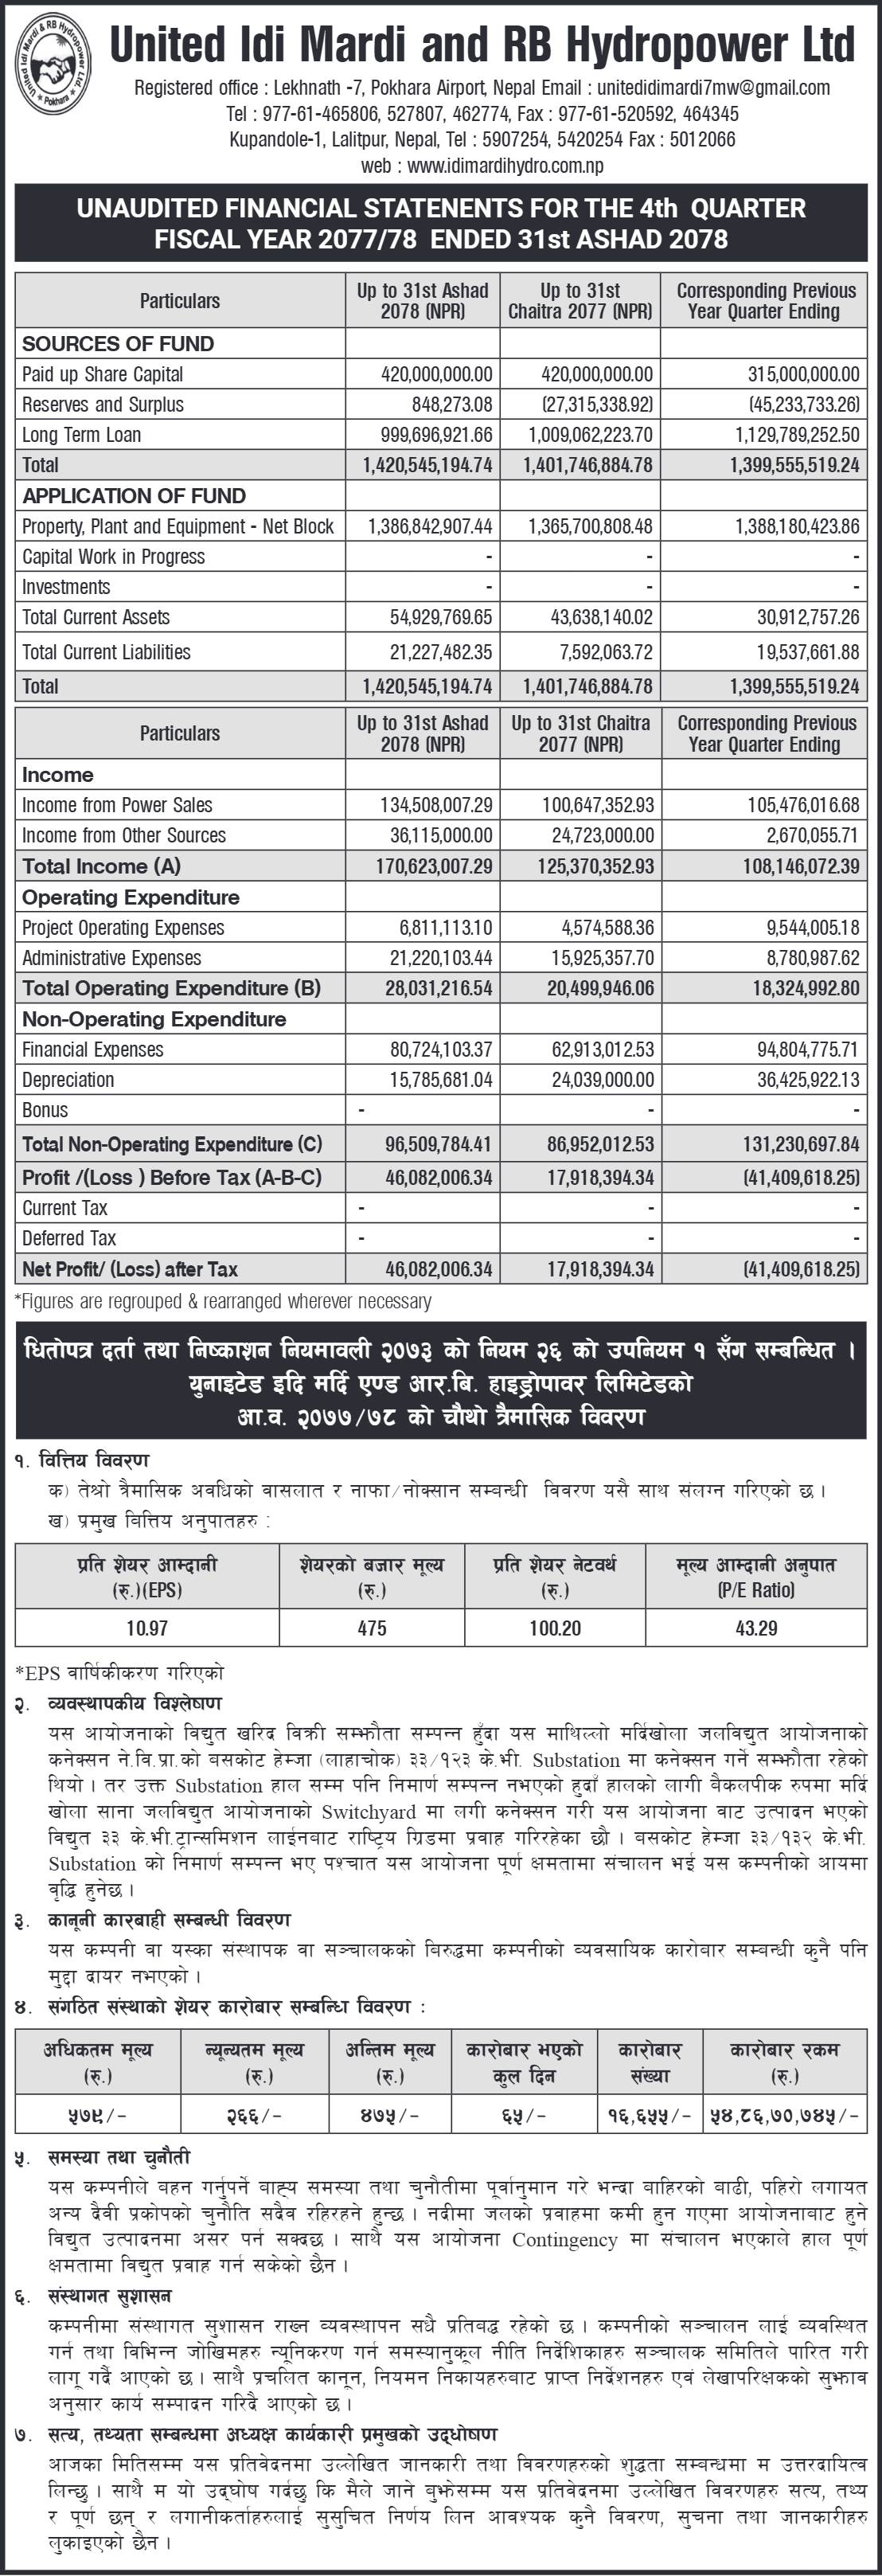 United Idi Mardi & RB Hydropower Ltd.
* Pokhara *
United Idi Mardi and RB Hydropower Ltd
Registered office : Lekhnath -7, Pokhara Airport, Nepal Email : unitedidimardi7mw@gmail.com
Tel : 977-61-465806, 527807, 462774, Fax : 977-61-520592, 464345
Kupandole-1, Lalitpur, Nepal, Tel : 5907254, 5420254 Fax : 5012066
web : www.idimardihydro.com.np
UNAUDITED FINANCIAL STATENENTS FOR THE 4th QUARTER
FISCAL YEAR 2077/78 ENDED 31st ASHAD 2078
Particulars Up to 31st Ashad 2078 (NPR) Up to 31st Chaitra 2077 (NPR) Corresponding Previous Year Quarter Ending
SOURCES OF FUND
Paid up Share Capital 420,000,000.00 420,000,000.00 315,000,000.00
Reserves and Surplus 848,273.08 (27,315,338.92) (45,233,733.26)
Long Term Loan 999,696,921.66 1,009,062,223.70 1,129,789,252.50
Total 1,420,545,194.74 1,401,746,884.78 1,399,555,519.24
APPLICATION OF FUND
Property, Plant and Equipment - Net Block 1,386,842,907.44 1,365,700,808.48 1,388,180,423.86
Capital Work in Progress - - -
Investments - - -
Total Current Assets 54,929,769.65 43,638,140.02 30,912,757.26
Total Current Liabilities 21,227,482.35 7,592,063.72 19,537,661.88
Total 1,420,545,194.74 1,401,746,884.78 1,399,555,519.24
Particulars Up to 31st Ashad 2078 (NPR) Up to 31st Chaitra 2077 (NPR) Corresponding Previous Year Quarter Ending
Income
Income from Power Sales 134,508,007.29 100,647,352.93 105,476,016.68
Income from Other Sources 36,115,000.00 24,723,000.00 2,670,055.71
Total Income (A) 170,623,007.29 125,370,352.93 108,146,072.39
Operating Expenditure
Project Operating Expenses 6,811,113.10 4,574,588.36 9,544,005.18
Administrative Expenses 21,220,103.44 15,925,357.70 8,780,987.62
Total Operating Expenditure (B) 28,031,216.54 20,499,946.06 18,324,992.80
Non-Operating Expenditure
Financial Expenses 80,724,103.37 62,913,012.53 94,804,775.71
Depreciation 15,785,681.04 24,039,000.00 36,425,922.13
Bonus - - -
Total Non-Operating Expenditure (C) 96,509,784.41 86,952,012.53 131,230,697.84
Profit /(Loss ) Before Tax (A-B-C) 46,082,006.34 17,918,394.34 (41,409,618.25)
Current Tax - - -
Deferred Tax - - -
Net Profit/ (Loss) after Tax 46,082,006.34 17,918,394.34 (41,409,618.25)
*Figures are regrouped & rearranged wherever necessary
धितोपत्र दर्ता तथा निष्काशन नियमावली २०७३ को नियम २६ को उपनियम १ सँग सम्बन्धित ।
युनाइटेड इदि मर्दि एण्ड आर.बि. हाइड्रोपावर लिमिटेडको
आ.व. २०७७/७८ को चौथो त्रैमासिक विवरण
१. वित्तिय विवरण
क) तेश्रो त्रैमासिक अवधिको वासलात र नाफा/नोक्सान सम्बन्धी विवरण यसै साथ संलग्न गरिएको छ ।
ख) प्रमुख बित्तिय अनुपातहरु :
प्रति शेयर आम्दानी (रु.)(EPS) शेयरको बजार मूल्य (रु.) प्रति शेयर नेटवर्थ (रु.) मूल्य आम्दानी अनुपात (P/E Ratio)
10.97 475 100.20 43.29
*EPS वार्षिकीकरण गरिएको
२. व्यवस्थापकीय विश्लेषण
यस आयोजनाको विद्युत खरिद विक्री सम्झौता सम्पन्न हुँदा यस माथिल्लो मर्दिखोला जलविद्युत आयोजनाको
कनेक्सन ने.वि.प्रा.को बसकोट हेम्जा (लाहाचोक) ३३/१२३ के.भी. Substation मा कनेक्सन गर्ने सम्झौता रहेको
थियो । तर उक्त Substation हाल सम्म पनि निमार्ण सम्पन्न नभएको हुदाँ हालको लागी बैकलपीक रुपमा मर्दि
खोला साना जलविद्युत आयोजनाको Switchyard मा लगी कनेक्सन गरी यस आयोजना वाट उत्पादन भएको
विद्युत ३३ के.भी.ट्रान्समिशन लाईनबाट राष्ट्रिय ग्रिडमा प्रवाह गरिरहेका छौ । बसकोट हेम्जा ३३/१३२ के.भी.
Substation को निमार्ण सम्पन्न भए पश्चात यस आयोजना पूर्ण क्षमतामा संचालन भई यस कम्पनीको आयमा
वृद्धि हुनेछ ।
३. कानूनी कारबाही सम्बन्धी विवरण
यस कम्पनी वा यस्का संस्थापक वा सञ्चालकको बिरुद्धमा कम्पनीको व्यवसायिक कारोबार सम्बन्धी कुनै पनि
मुद्दा दायर नभएको ।
४. संगठित संस्थाको शेयर कारोबार सम्बन्धि विवरण :
अधिकतम मूल्य (रु.) न्यून्यतम मूल्य (रु.) अन्तिम मूल्य (रु.) कारोबार भएको कुल दिन कारोबार संख्या कारोबार रकम (रु.)
५७९/- २६६/- ४७५/- ६५/- १६,६५५/- ५४,८६,७०,७४५/-
५. समस्या तथा चुनौती
यस कम्पनीले बहन गर्नुपर्ने बाह्य समस्या तथा चुनौतीमा पूर्वानुमान गरे भन्दा बाहिरको बाढी, पहिरो लगायत
अन्य दैवी प्रकोपको चुनौति सदैव रहिरहने हुन्छ । नदीमा जलको प्रवाहमा कमी हुन गएमा आयोजनाबाट हुने
विद्युत उत्पादनमा असर पर्न सक्दछ । साथै यस आयोजना Contingency मा संचालन भएकाले हाल पूर्ण
क्षमतामा विद्युत प्रवाह गर्न सकेको छैन ।
६. संस्थागत सुशासन
कम्पनीमा संस्थागत सुशासन राख्न व्यवस्थापन सधै प्रतिबद्ध रहेको छ । कम्पनीको सञ्चालन लाई व्यवस्थित
गर्न तथा विभिन्न जोखिमहरु न्यूनिकरण गर्न समस्यानुकूल नीति निर्देशिकाहरु सञ्चालक समितिले पारित गरी
लागू गर्दै आएको छ । साथै प्रचलित कानून, नियमन निकायहरुबाट प्राप्त निर्देशनहरु एवं लेखापरिक्षकको सुझाव
अनुसार कार्य सम्पादन गरिदै आएको छ ।
७. सत्य, तथ्यता सम्बन्धमा अध्यक्ष कार्यकारी प्रमुखको उद्धोषण
आजका मितिसम्म यस प्रतिवेदनमा उल्लेखित जानकारी तथा विवरणहरुको शुद्धता सम्बन्धमा म उत्तरदायित्व
लिन्छु । साथै म यो उद्घोष गर्दछु कि मैले जाने बुझेसम्म यस प्रतिवेदनमा उल्लेखित विवरणहरु सत्य, तथ्य
र पूर्ण छन् र लगानीकर्ताहरुलाई सुसुचित निर्णय लिन आवश्यक कुनै विवरण, सुचना तथा जानकारीहरु
लुकाइएको छैन ।